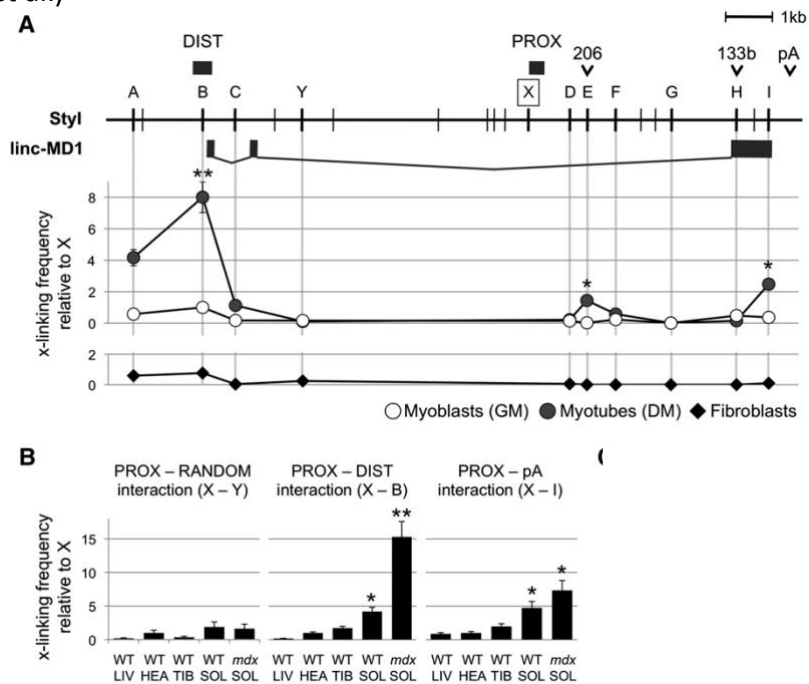 A
1kb
DIST
PROX
206
133b
pA
A B C Y X D E F G H I
StyI
linc-MD1
**
8
6
4
2
0
*
*
x-linking frequency
relative to X
2
0
Myoblasts (GM) Myotubes (DM) Fibroblasts
B
PROX – RANDOM
interaction (X – Y)
PROX – DIST
interaction (X – B)
PROX – pA
interaction (X – I)
x-linking frequency
relative to X
15
10
5
0
*
**
*
*
WT WT WT WT mdx
LIV HEA TIB SOL SOL
WT WT WT WT mdx
LIV HEA TIB SOL SOL
WT WT WT WT mdx
LIV HEA TIB SOL SOL